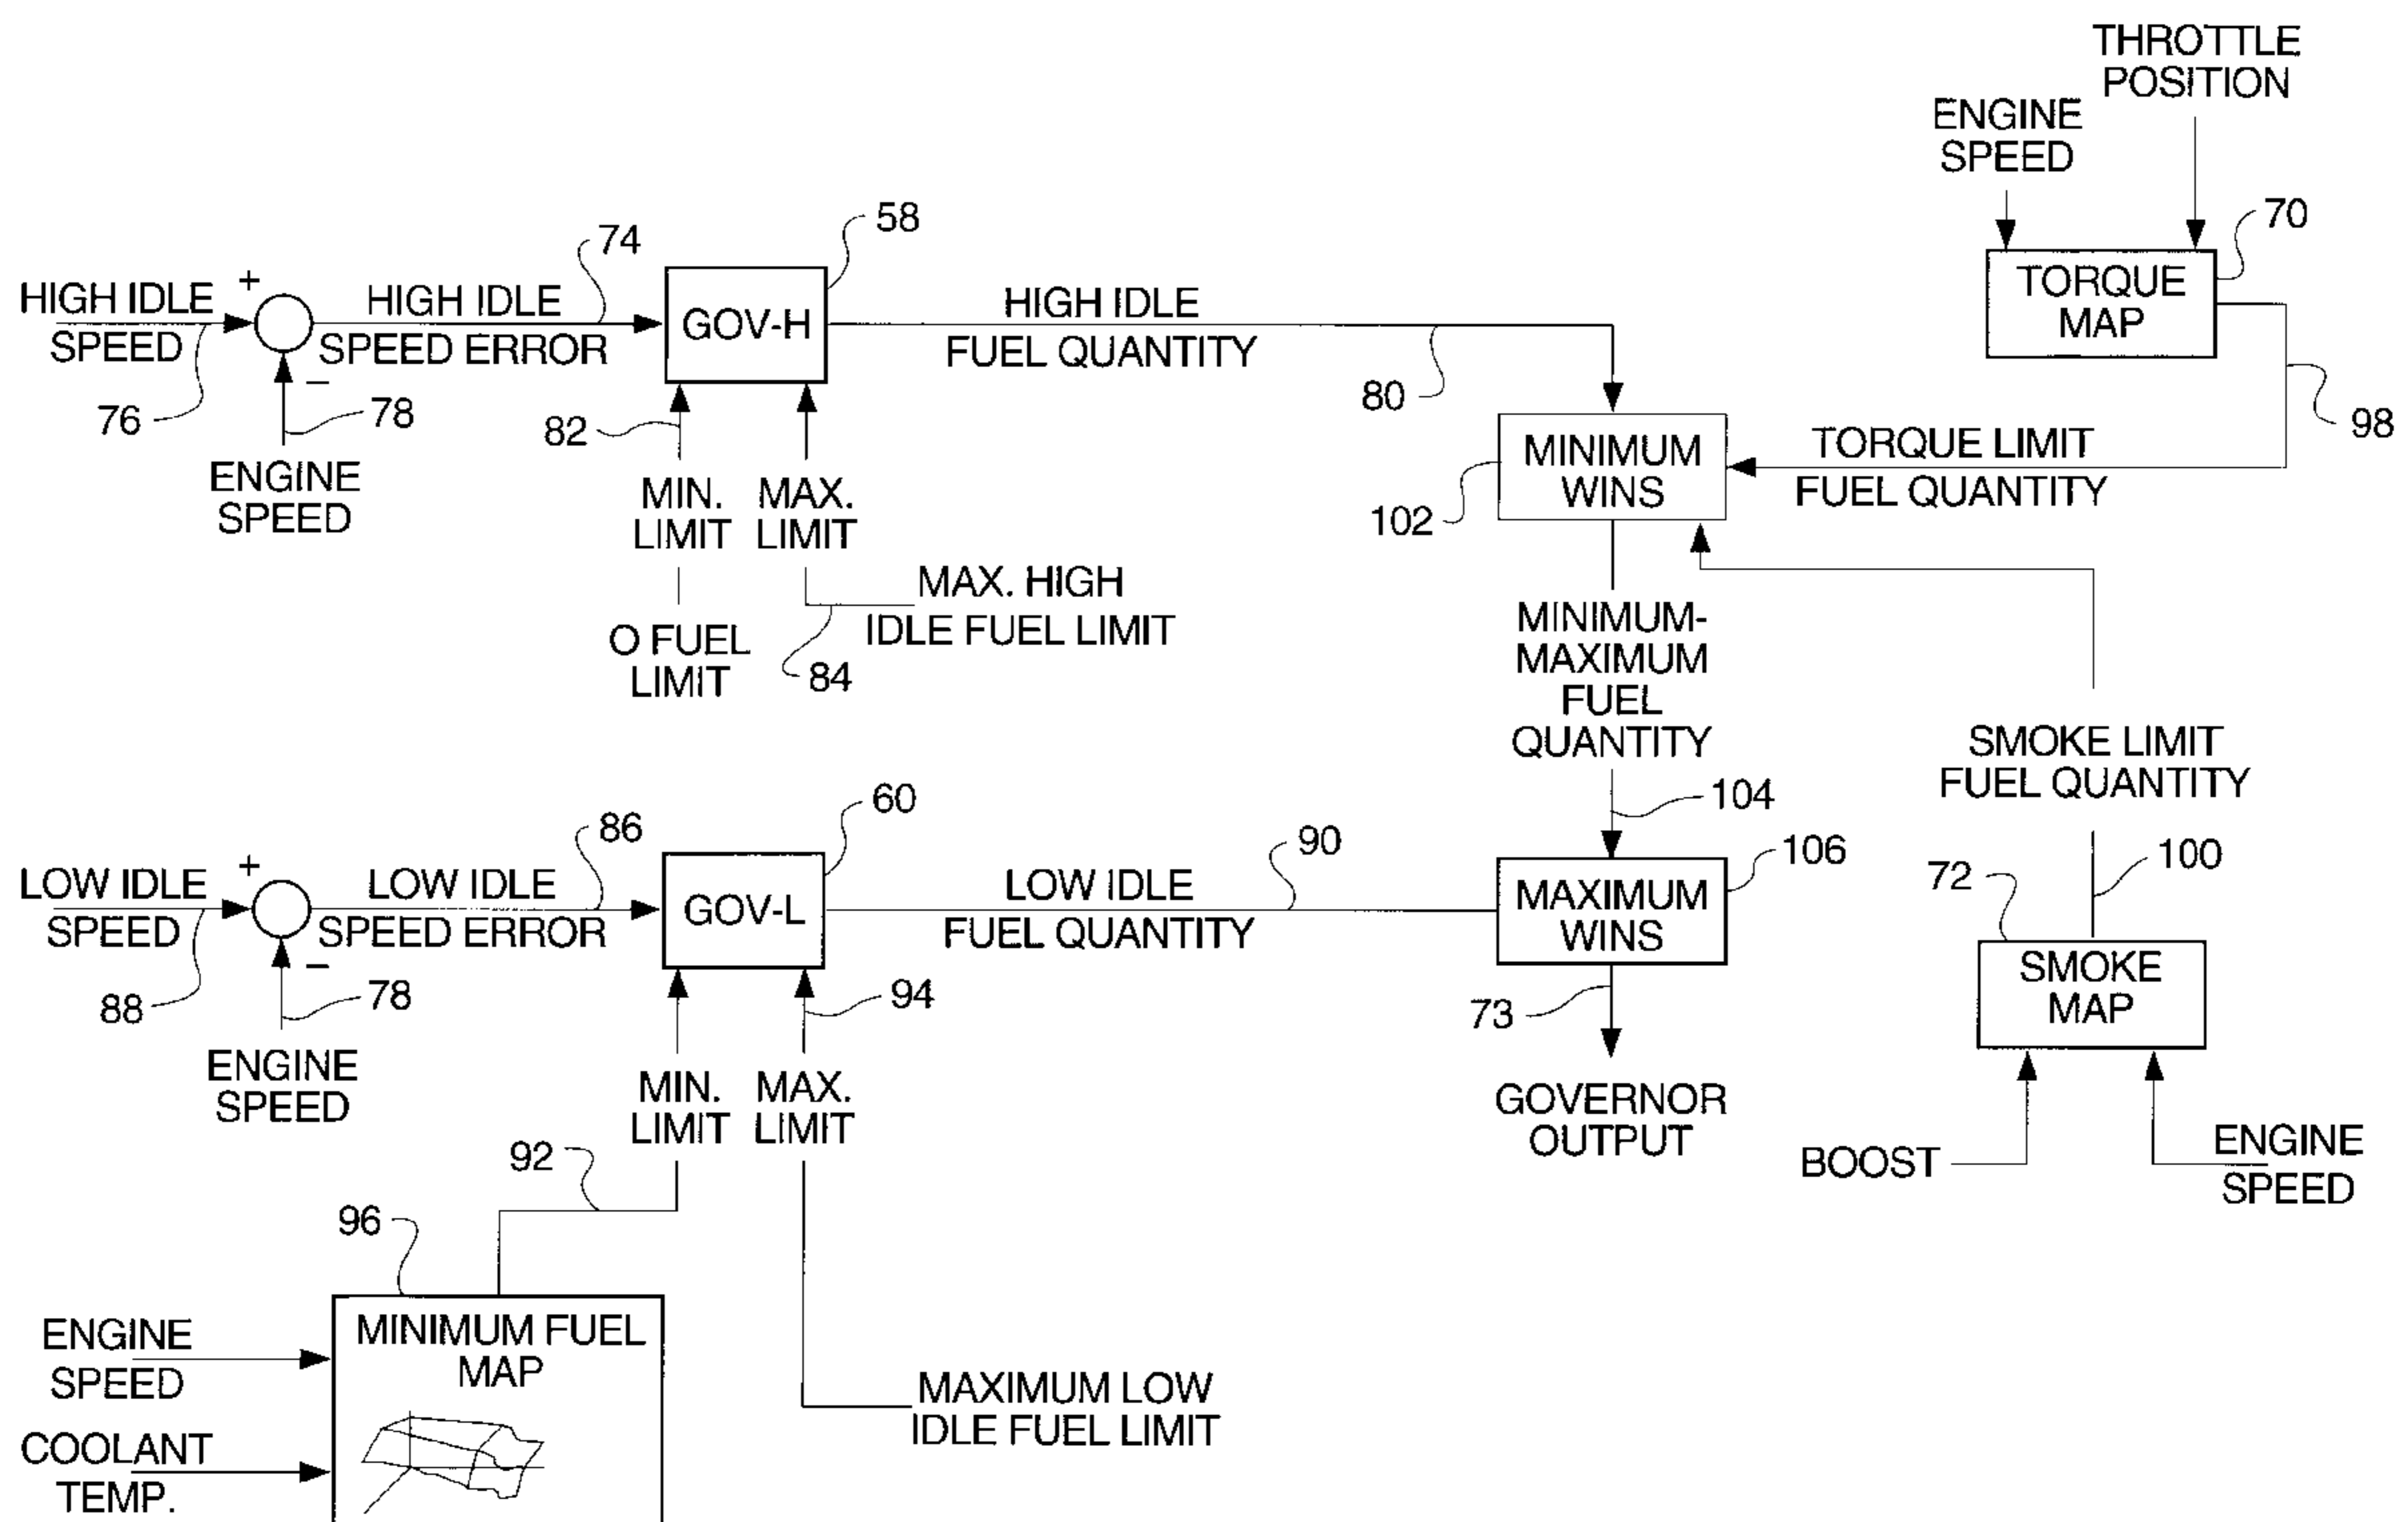 THROTTLE
POSITION
ENGINE
SPEED
70
TORQUE
MAP
98
58
74
HIGH IDLE
SPEED
+
76
HIGH IDLE
SPEED ERROR
GOV-H
HIGH IDLE
FUEL QUANTITY
80
−
78
ENGINE
SPEED
82
MIN.
LIMIT
MAX.
LIMIT
O FUEL
LIMIT
MAX. HIGH
IDLE FUEL LIMIT
84
MINIMUM
WINS
102
TORQUE LIMIT
FUEL QUANTITY
MINIMUM-
MAXIMUM
FUEL
QUANTITY
104
SMOKE LIMIT
FUEL QUANTITY
100
72
SMOKE
MAP
BOOST
ENGINE
SPEED
60
86
LOW IDLE
SPEED
+
88
LOW IDLE
SPEED ERROR
GOV-L
LOW IDLE
FUEL QUANTITY
90
106
MAXIMUM
WINS
73
GOVERNOR
OUTPUT
−
78
ENGINE
SPEED
94
MIN.
LIMIT
MAX.
LIMIT
92
96
MINIMUM FUEL
MAP
ENGINE
SPEED
COOLANT
TEMP.
MAXIMUM LOW
IDLE FUEL LIMIT